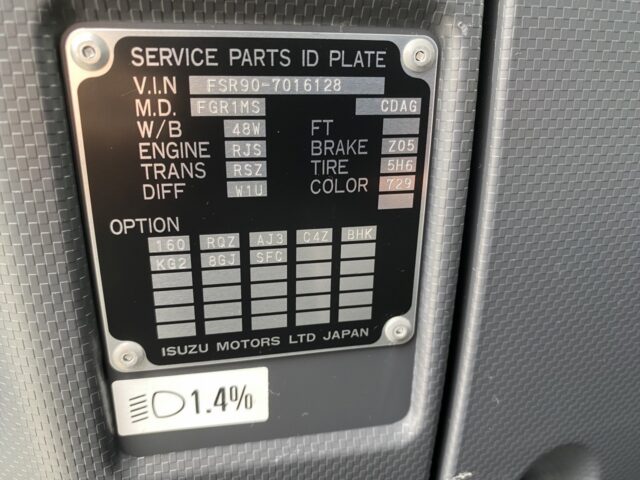 SERVICE PARTS ID PLATE
V.I.N FSR90-7016128
M.D. FGR1MS CDAG
W/B 48W FT
ENGINE RJS BRAKE Z05
TRANS RSZ TIRE 5H6
DIFF W1U COLOR 729
OPTION
160 RQZ AJ3 C4Z BHK
KG2 8GJ SFC
ISUZU MOTORS LTD JAPAN
1.4%